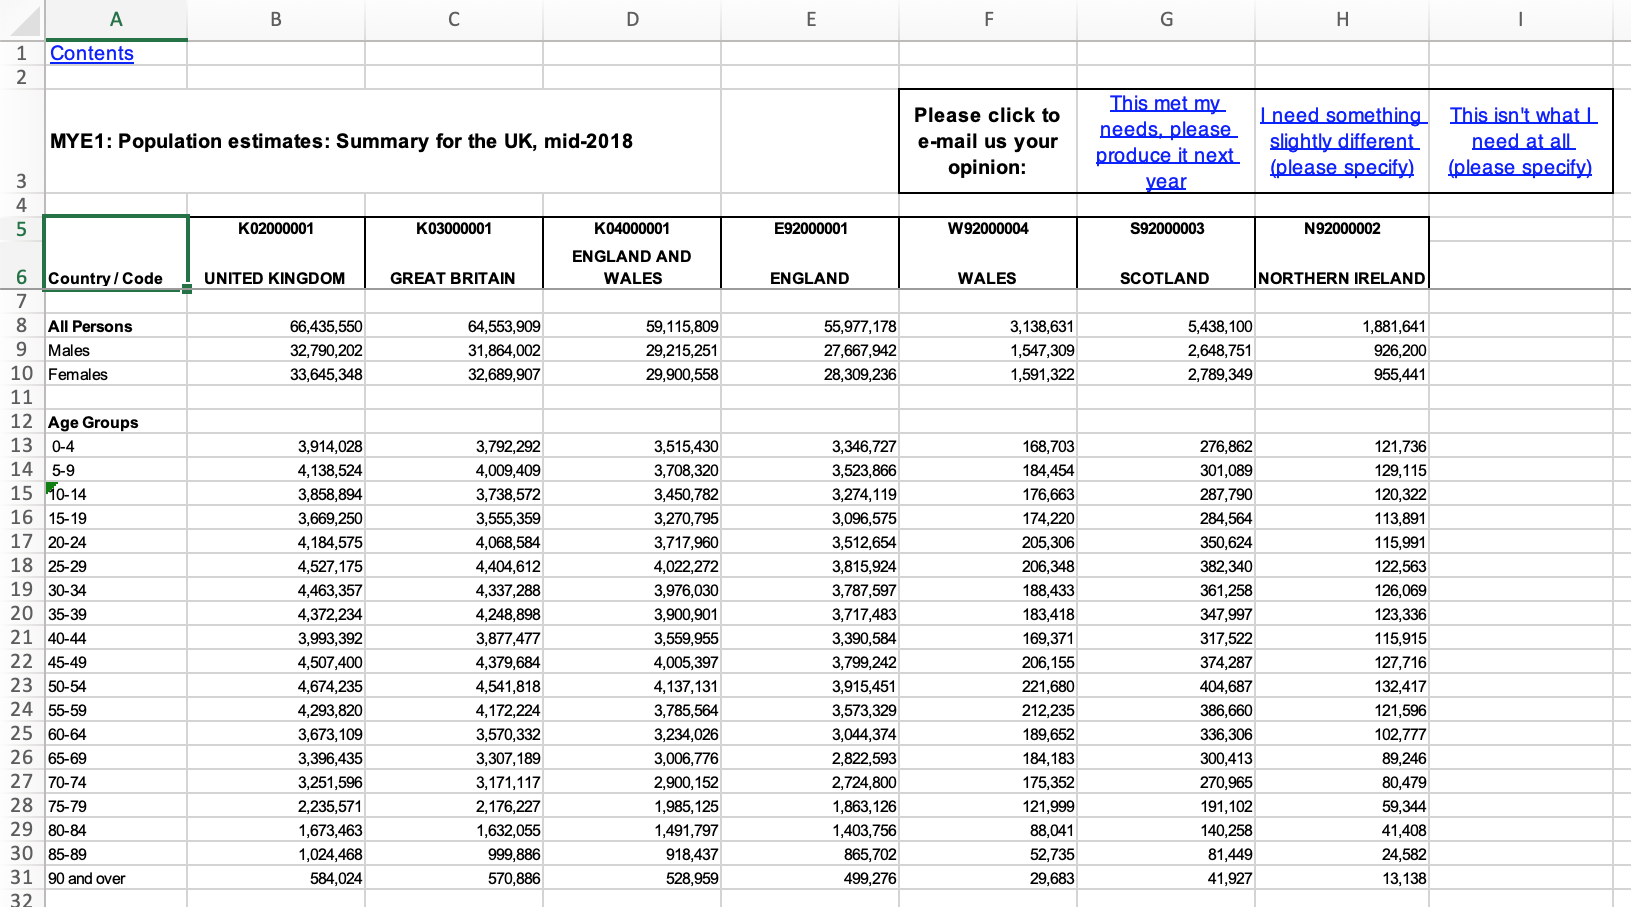 A B C D E F G H I
1 Contents
2
3 MYE1: Population estimates: Summary for the UK, mid-2018
Please click to
e-mail us your
opinion:
This met my
needs, please
produce it next
year
I need something
slightly different
(please specify)
This isn't what I
need at all
(please specify)
4
5 K02000001 K03000001 K04000001 E92000001 W92000004 S92000003 N92000002
6 Country / Code UNITED KINGDOM GREAT BRITAIN ENGLAND AND WALES ENGLAND WALES SCOTLAND NORTHERN IRELAND
7
8 All Persons 66,435,550 64,553,909 59,115,809 55,977,178 3,138,631 5,438,100 1,881,641
9 Males 32,790,202 31,864,002 29,215,251 27,667,942 1,547,309 2,648,751 926,200
10 Females 33,645,348 32,689,907 29,900,558 28,309,236 1,591,322 2,789,349 955,441
11
12 Age Groups
13 0-4 3,914,028 3,792,292 3,515,430 3,346,727 168,703 276,862 121,736
14 5-9 4,138,524 4,009,409 3,708,320 3,523,866 184,454 301,089 129,115
15 10-14 3,858,894 3,738,572 3,450,782 3,274,119 176,663 287,790 120,322
16 15-19 3,669,250 3,555,359 3,270,795 3,096,575 174,220 284,564 113,891
17 20-24 4,184,575 4,068,584 3,717,960 3,512,654 205,306 350,624 115,991
18 25-29 4,527,175 4,404,612 4,022,272 3,815,924 206,348 382,340 122,563
19 30-34 4,463,357 4,337,288 3,976,030 3,787,597 188,433 361,258 126,069
20 35-39 4,372,234 4,248,898 3,900,901 3,717,483 183,418 347,997 123,336
21 40-44 3,993,392 3,877,477 3,559,955 3,390,584 169,371 317,522 115,915
22 45-49 4,507,400 4,379,684 4,005,397 3,799,242 206,155 374,287 127,716
23 50-54 4,674,235 4,541,818 4,137,131 3,915,451 221,680 404,687 132,417
24 55-59 4,293,820 4,172,224 3,785,564 3,573,329 212,235 386,660 121,596
25 60-64 3,673,109 3,570,332 3,234,026 3,044,374 189,652 336,306 102,777
26 65-69 3,396,435 3,307,189 3,006,776 2,822,593 184,183 300,413 89,246
27 70-74 3,251,596 3,171,117 2,900,152 2,724,800 175,352 270,965 80,479
28 75-79 2,235,571 2,176,227 1,985,125 1,863,126 121,999 191,102 59,344
29 80-84 1,673,463 1,632,055 1,491,797 1,403,756 88,041 140,258 41,408
30 85-89 1,024,468 999,886 918,437 865,702 52,735 81,449 24,582
31 90 and over 584,024 570,886 528,959 499,276 29,683 41,927 13,138
32